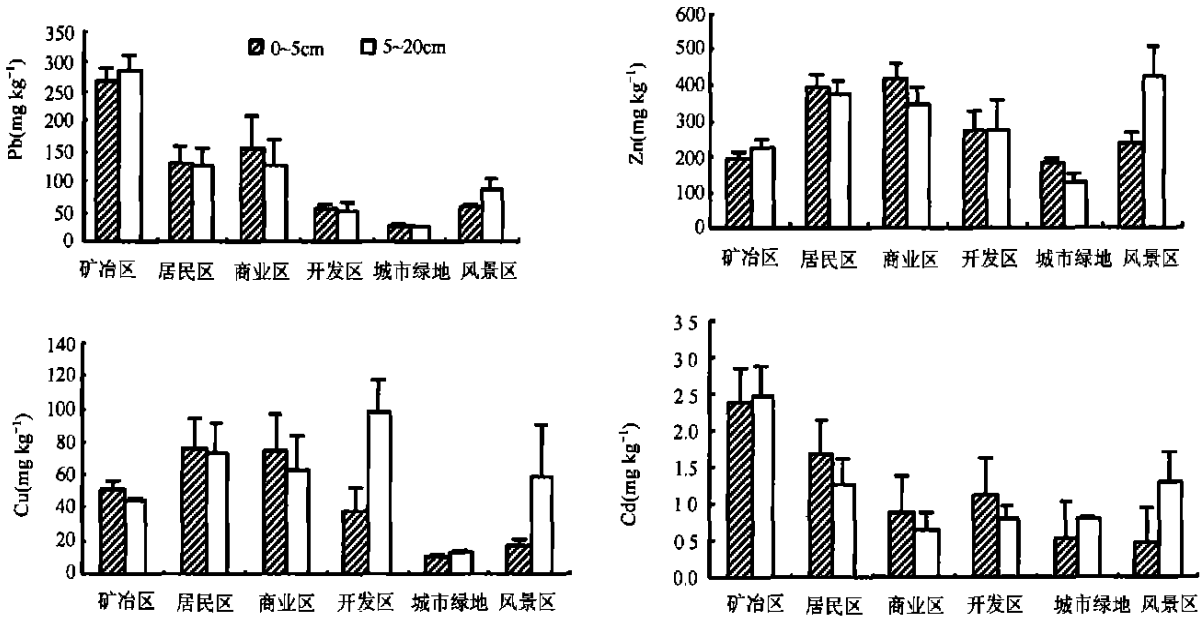 Pb(mg kg⁻¹)
350
300
250
200
150
100
50
0
0~5cm
5~20cm
矿冶区
居民区
商业区
开发区
城市绿地
风景区
Zn(mg kg⁻¹)
600
500
400
300
200
100
0
矿冶区
居民区
商业区
开发区
城市绿地
风景区
Cu(mg kg⁻¹)
140
120
100
80
60
40
20
0
矿冶区
居民区
商业区
开发区
城市绿地
风景区
Cd(mg kg⁻¹)
3 5
3 0
2.5
2.0
1.5
1 0
0 5
0.0
矿冶区
居民区
商业区
开发区
城市绿地
风景区